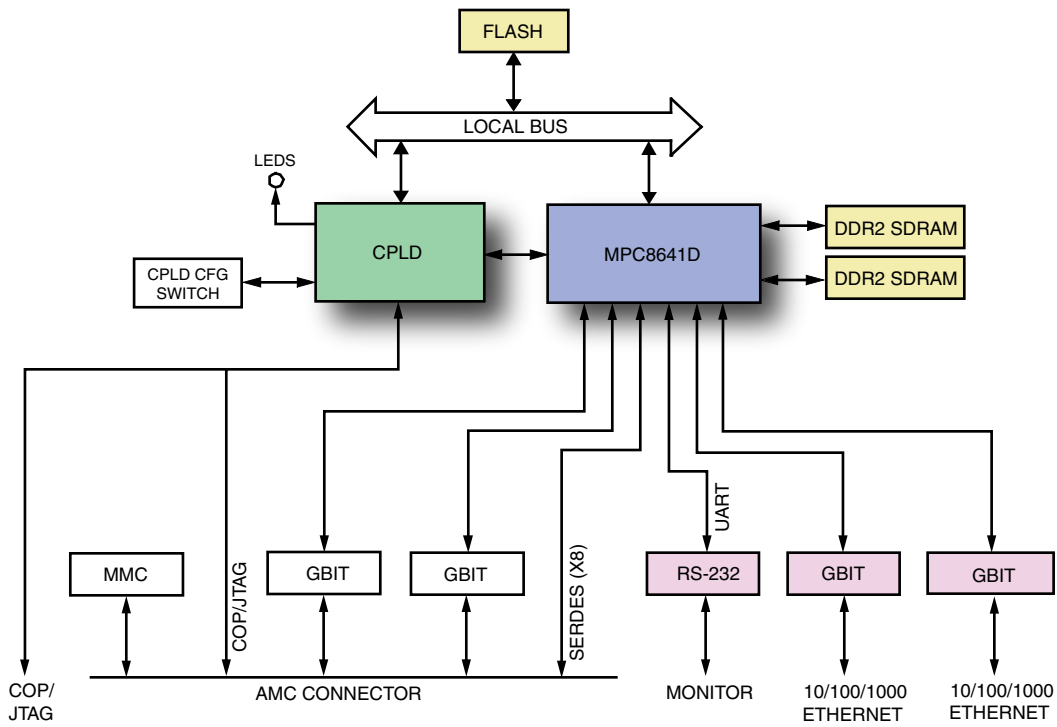 FLASH
LOCAL BUS
LEDS
CPLD
MPC8641D
DDR2 SDRAM
DDR2 SDRAM
CPLD CFG
SWITCH
UART
COP/JTAG
SERDES (X8)
MMC
GBIT
GBIT
RS-232
GBIT
GBIT
COP/
JTAG
AMC CONNECTOR
MONITOR
10/100/1000
ETHERNET
10/100/1000
ETHERNET